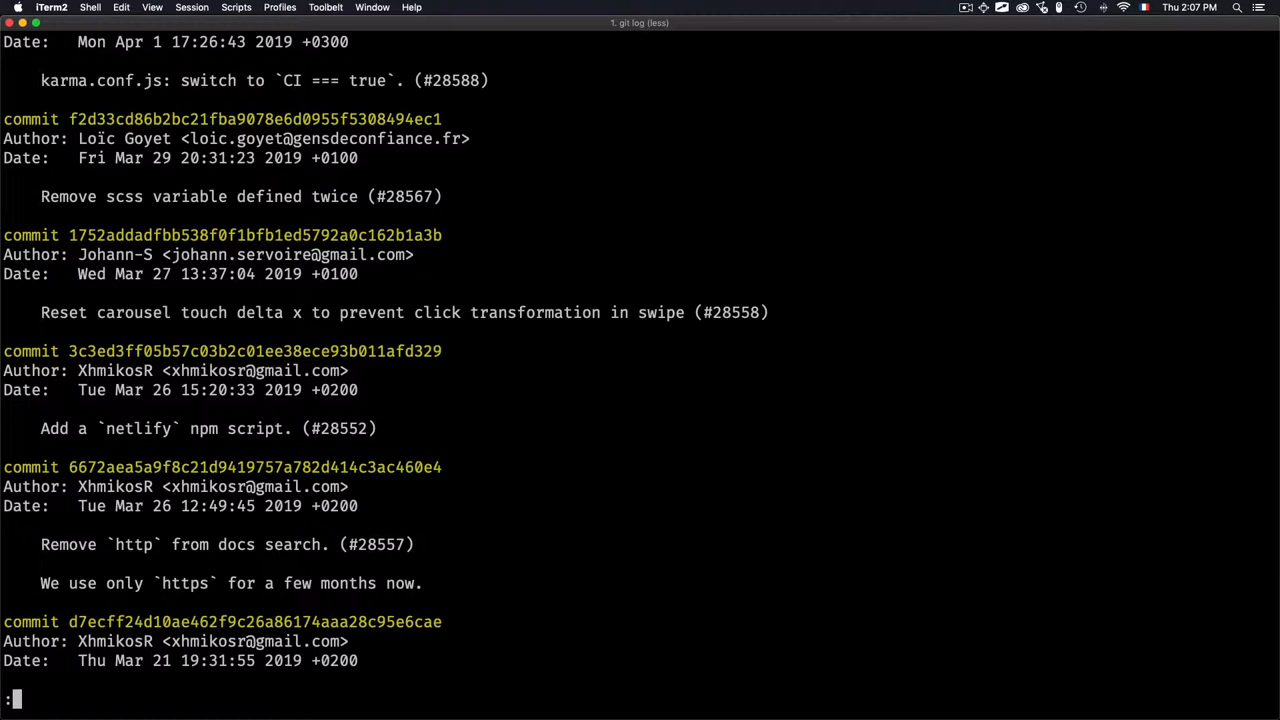 iTerm2 Shell Edit View Session Scripts Profiles Toolbelt Window Help Thu 2:07 PM
1. git log (less)
Date:   Mon Apr 1 17:26:43 2019 +0300
karma.conf.js: switch to `CI === true`. (#28588)
commit f2d33cd86b2bc21fba9078e6d0955f5308494ec1
Author: Loïc Goyet <loic.goyet@gensdeconfiance.fr>
Date:   Fri Mar 29 20:31:23 2019 +0100
Remove scss variable defined twice (#28567)
commit 1752addadfbb538f0f1bfb1ed5792a0c162b1a3b
Author: Johann-S <johann.servoire@gmail.com>
Date:   Wed Mar 27 13:37:04 2019 +0100
Reset carousel touch delta x to prevent click transformation in swipe (#28558)
commit 3c3ed3ff05b57c03b2c01ee38ece93b011afd329
Author: XhmikosR <xhmikosr@gmail.com>
Date:   Tue Mar 26 15:20:33 2019 +0200
Add a `netlify` npm script. (#28552)
commit 6672aea5a9f8c21d9419757a782d414c3ac460e4
Author: XhmikosR <xhmikosr@gmail.com>
Date:   Tue Mar 26 12:49:45 2019 +0200
Remove `http` from docs search. (#28557)
We use only `https` for a few months now.
commit d7ecff24d10ae462f9c26a86174aaa28c95e6cae
Author: XhmikosR <xhmikosr@gmail.com>
Date:   Thu Mar 21 19:31:55 2019 +0200
: